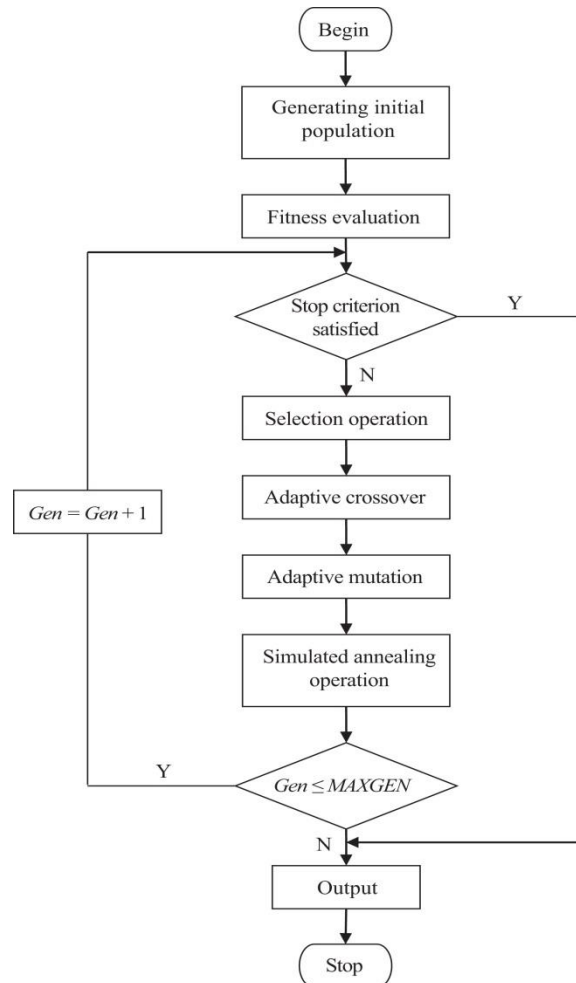 Begin
Generating initial
population
Fitness evaluation
Stop criterion
satisfied
Y
N
Selection operation
Adaptive crossover
Gen = Gen + 1
Adaptive mutation
Simulated annealing
operation
Y
Gen ≤ MAXGEN
N
Output
Stop